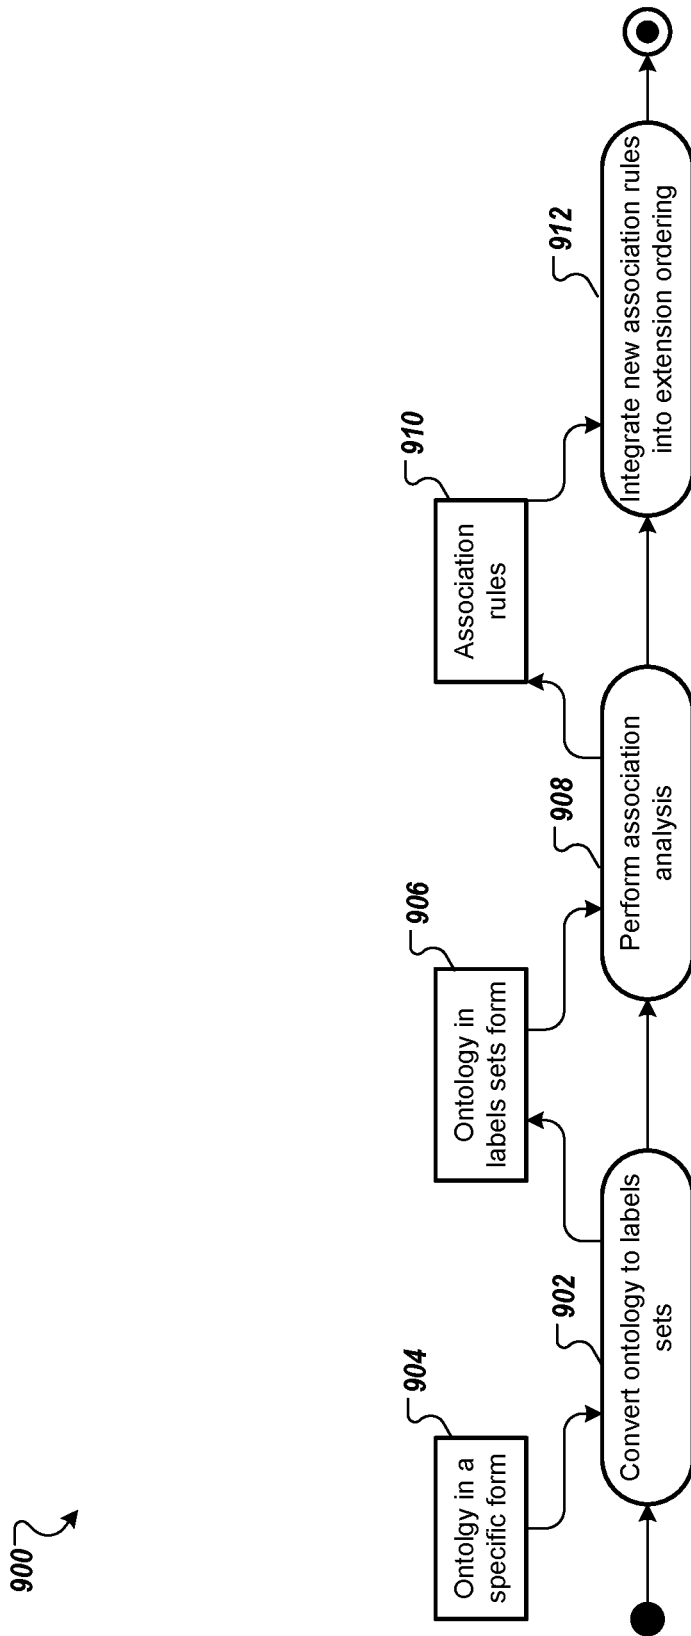 900
904
Ontolgy in a
specific form
902
Convert ontology to labels
sets
906
Ontology in
labels sets form
908
Perform association
analysis
910
Association
rules
912
Integrate new association rules
into extension ordering